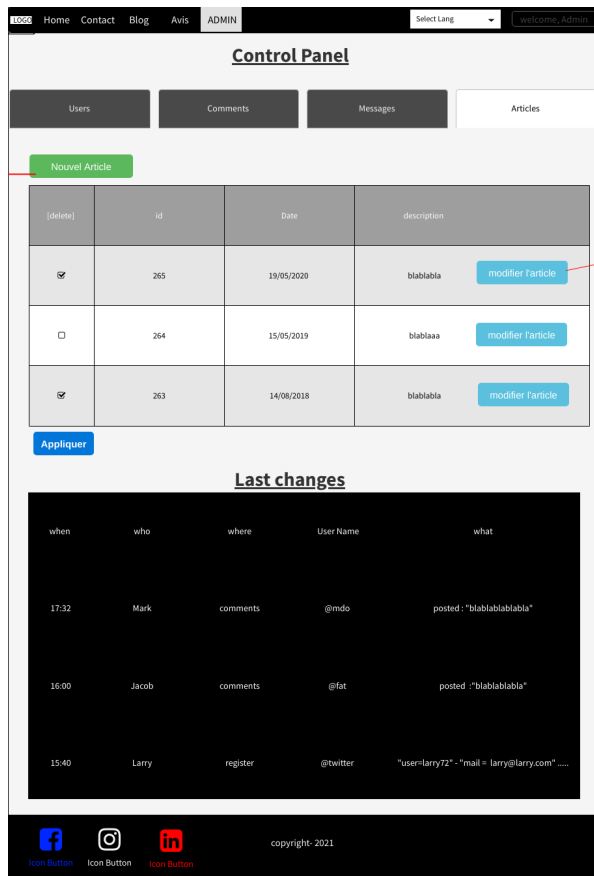 LOGO Home Contact Blog Avis ADMIN Select Lang welcome, Admin
Control Panel
Users Comments Messages Articles
Nouvel Article
[delete] id Date description
265 19/05/2020 blablabla modifier l'article
264 15/05/2019 blablaaa modifier l'article
263 14/08/2018 blablabla modifier l'article
Appliquer
Last changes
when who where User Name what
17:32 Mark comments @mdo posted : "blablablablabla"
16:00 Jacob comments @fat posted :"blablablabla"
15:40 Larry register @twitter "user=larry72" - "mail = larry@larry.com" .....
copyright- 2021
Icon Button Icon Button Icon Button